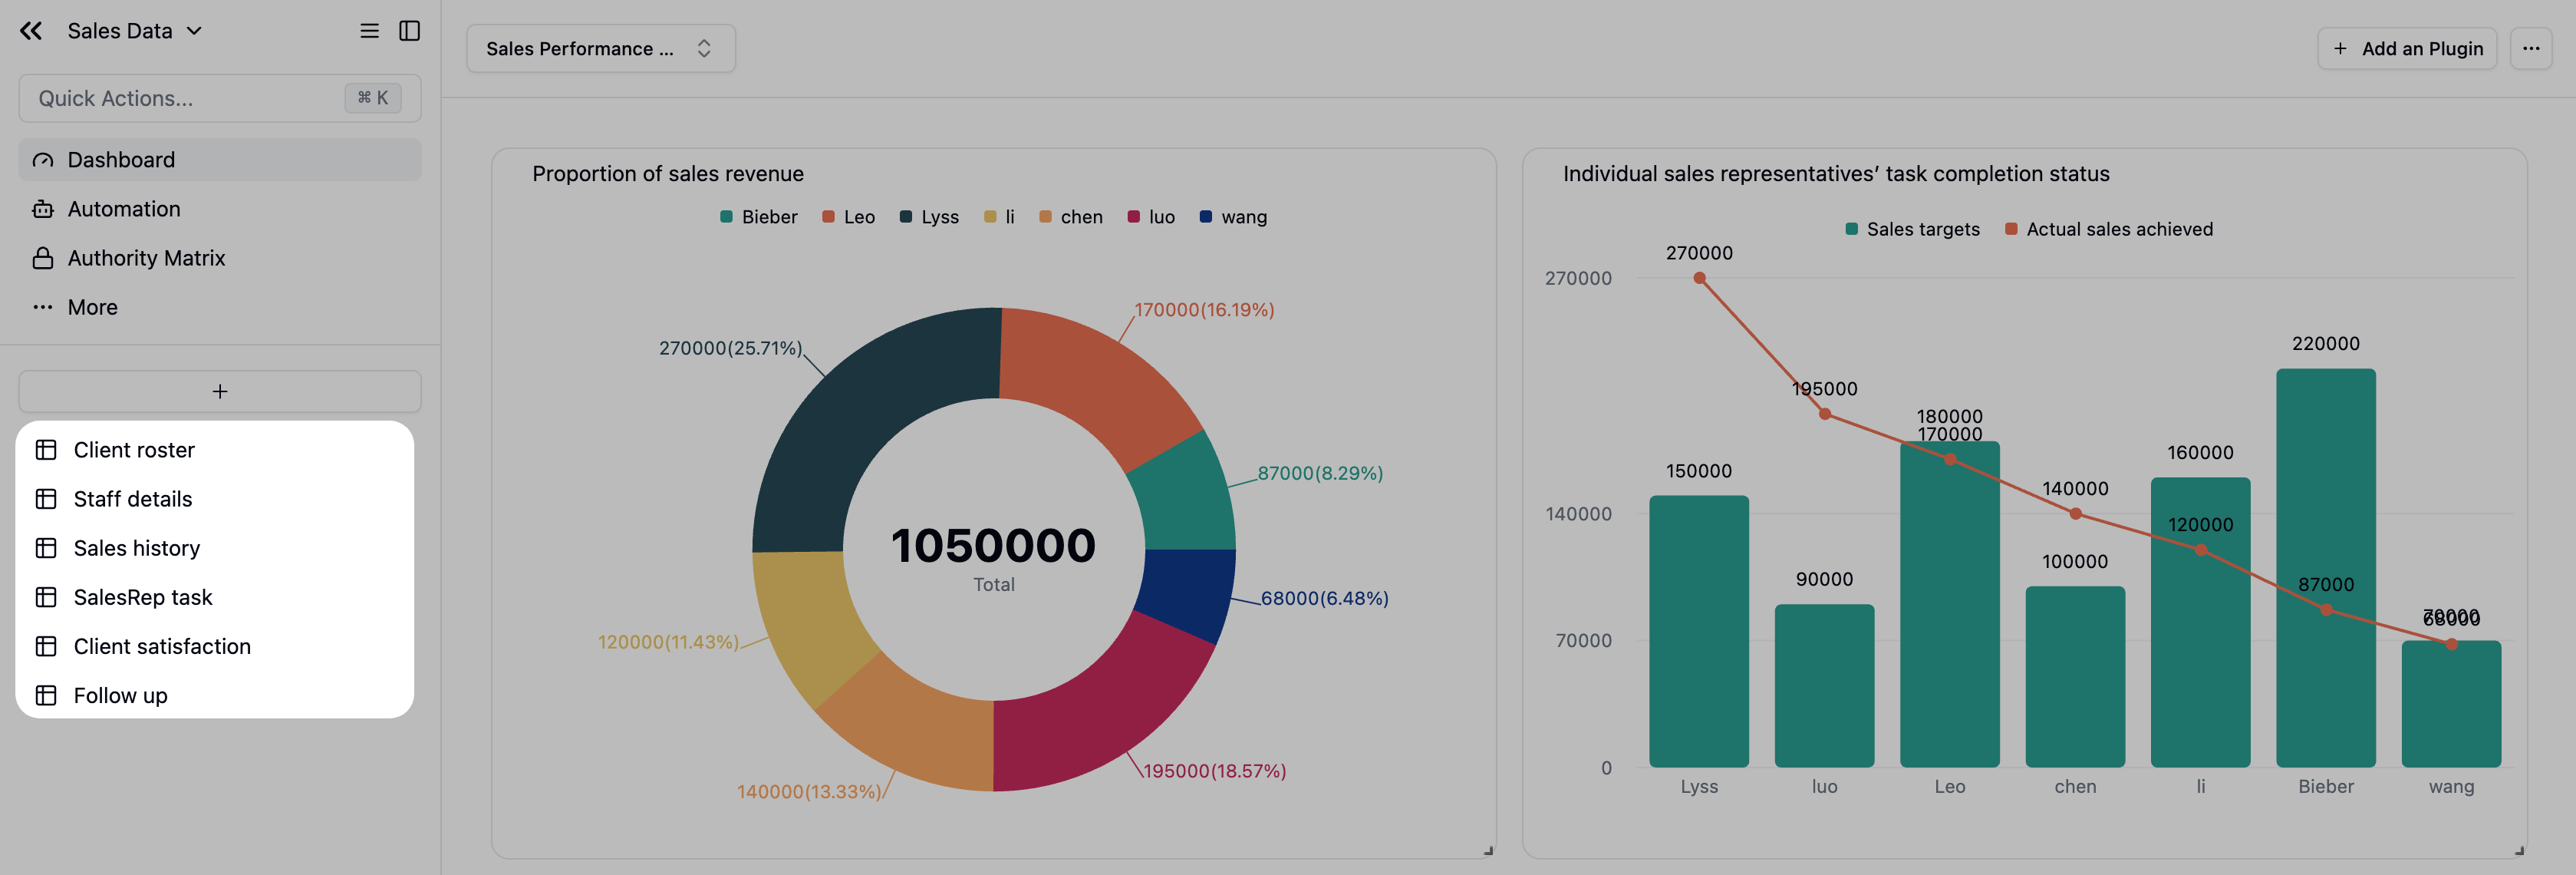 Sales Data
Quick Actions...
⌘ K
Dashboard
Automation
Authority Matrix
More
+
Client roster
Staff details
Sales history
SalesRep task
Client satisfaction
Follow up
Sales Performance ...
+ Add an Plugin
Proportion of sales revenue
Bieber Leo Lyss li chen luo wang
170000(16.19%)
270000(25.71%)
87000(8.29%)
1050000
Total
68000(6.48%)
120000(11.43%)
195000(18.57%)
140000(13.33%)
Individual sales representatives’ task completion status
Sales targets Actual sales achieved
270000
270000
220000
195000
180000
170000
160000
150000
140000
140000
120000
100000
90000
87000
70000
68000
70000
0
Lyss luo Leo chen li Bieber wang